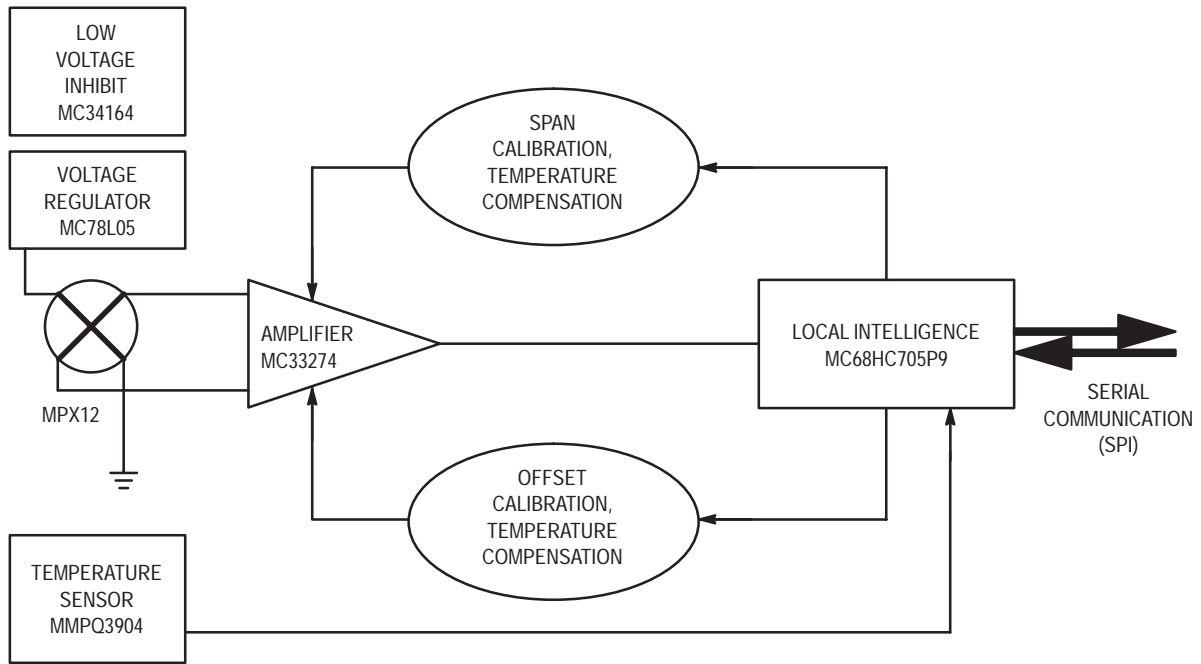 LOW
VOLTAGE
INHIBIT
MC34164
VOLTAGE
REGULATOR
MC78L05
MPX12
AMPLIFIER
MC33274
SPAN
CALIBRATION,
TEMPERATURE
COMPENSATION
LOCAL INTELLIGENCE
MC68HC705P9
SERIAL
COMMUNICATION
(SPI)
OFFSET
CALIBRATION,
TEMPERATURE
COMPENSATION
TEMPERATURE
SENSOR
MMPQ3904